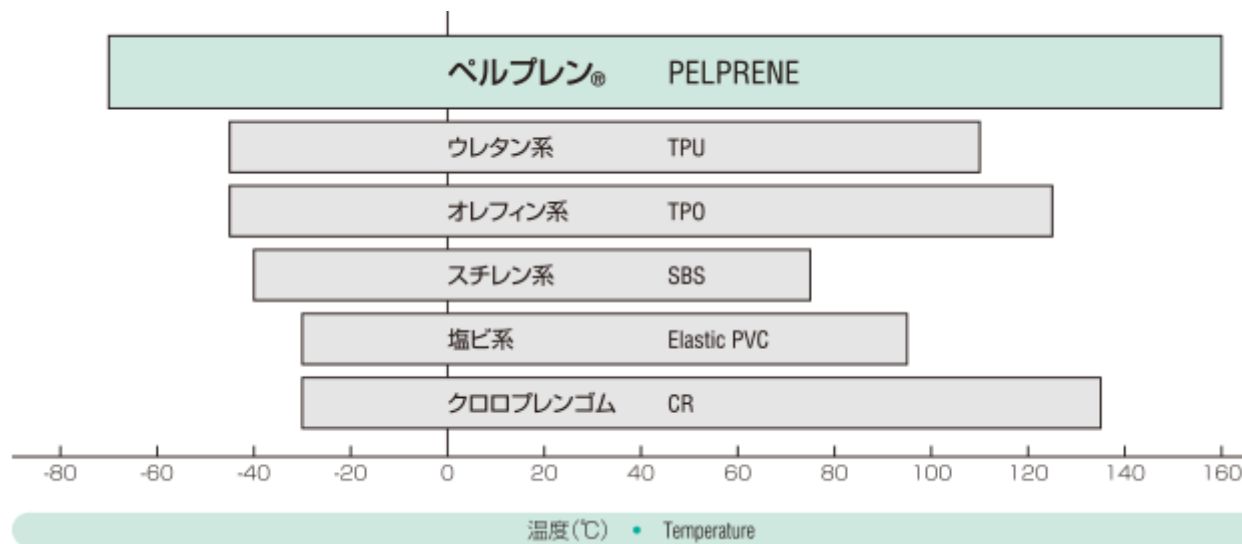 ペルプレン® PELPRENE
ウレタン系 TPU
オレフィン系 TPO
スチレン系 SBS
塩ビ系 Elastic PVC
クロロプレンゴム CR
-80 -60 -40 -20 0 20 40 60 80 100 120 140 160
温度(℃) • Temperature